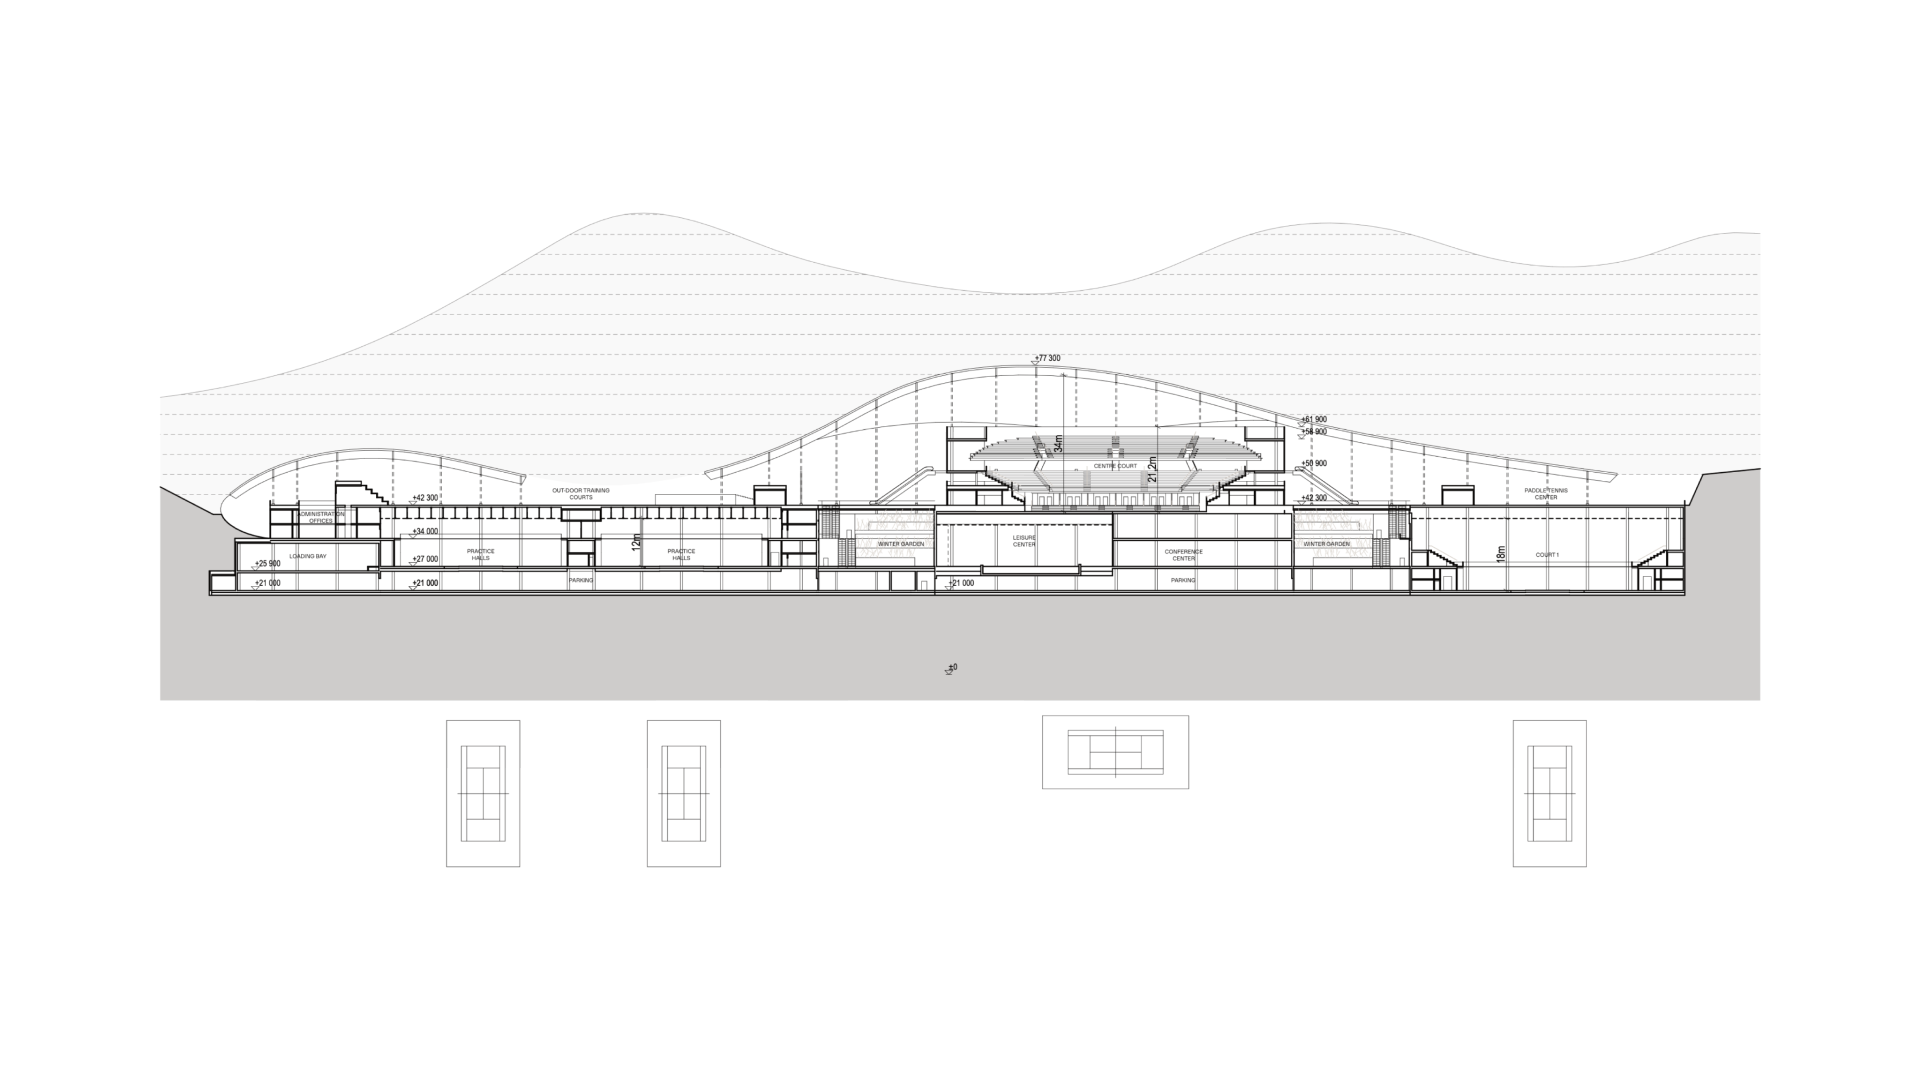 +77 300
+61 900
+58 900
34m
CENTRE COURT
21,2m
+50 900
OUT-DOOR TRAINING
COURTS
PADDLE TENNIS
CENTER
+42 300
+42 300
ADMINISTRATION
OFFICES
+34 000
12m
LEISURE
CENTER
WINTER GARDEN
WINTER GARDEN
LOADING BAY
PRACTICE
HALLS
PRACTICE
HALLS
CONFERENCE
CENTER
18m
COURT 1
+27 000
+25 900
+21 000
+21 000
PARKING
+21 000
PARKING
±0